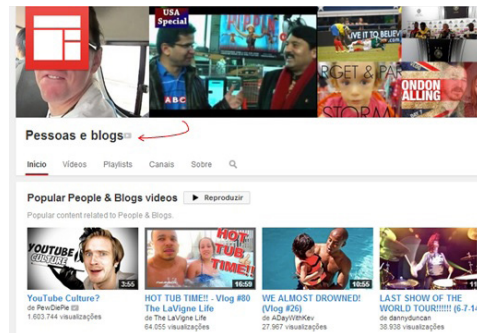 USA
Special
ABC
LIVE IT TO BELIEV
RGET & PAR
STORM
ONDON
ALLING
Pessoas e blogs
Início Vídeos Playlists Canais Sobre
Popular People & Blogs videos Reproduzir
Popular content related to People & Blogs.
YOUTUBE
CULTURE
3:55
HOT
TUB
TIME!!
16:59
10:55
YouTube Culture?
de PewDiePie
1.603.744 visualizações
HOT TUB TIME!! - Vlog #80
The LaVigne Life
de The LaVigne Life
64.055 visualizações
WE ALMOST DROWNED!
(Vlog #26)
de ADayWithKev
27.967 visualizações
LAST SHOW OF THE
WORLD TOUR!!!!!! (6-7-14
de dannyduncan
38.938 visualizações